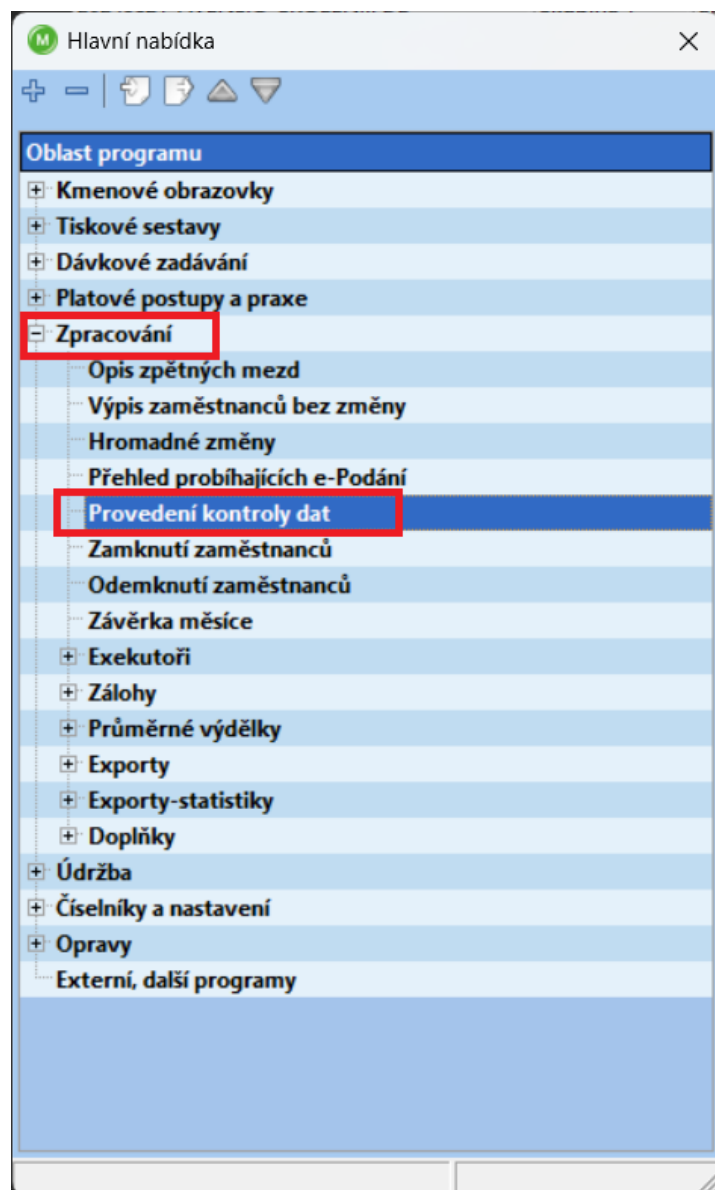 M Hlavní nabídka
Oblast programu
Kmenové obrazovky
Tiskové sestavy
Dávkové zadávání
Platové postupy a praxe
Zpracování
Opis zpětných mezd
Výpis zaměstnanců bez změny
Hromadné změny
Přehled probíhajících e-Podání
Provedení kontroly dat
Zamknutí zaměstnanců
Odemknutí zaměstnanců
Závěrka měsíce
Exekutoři
Zálohy
Průměrné výdělky
Exporty
Exporty-statistiky
Doplňky
Údržba
Číselníky a nastavení
Opravy
Externí, další programy